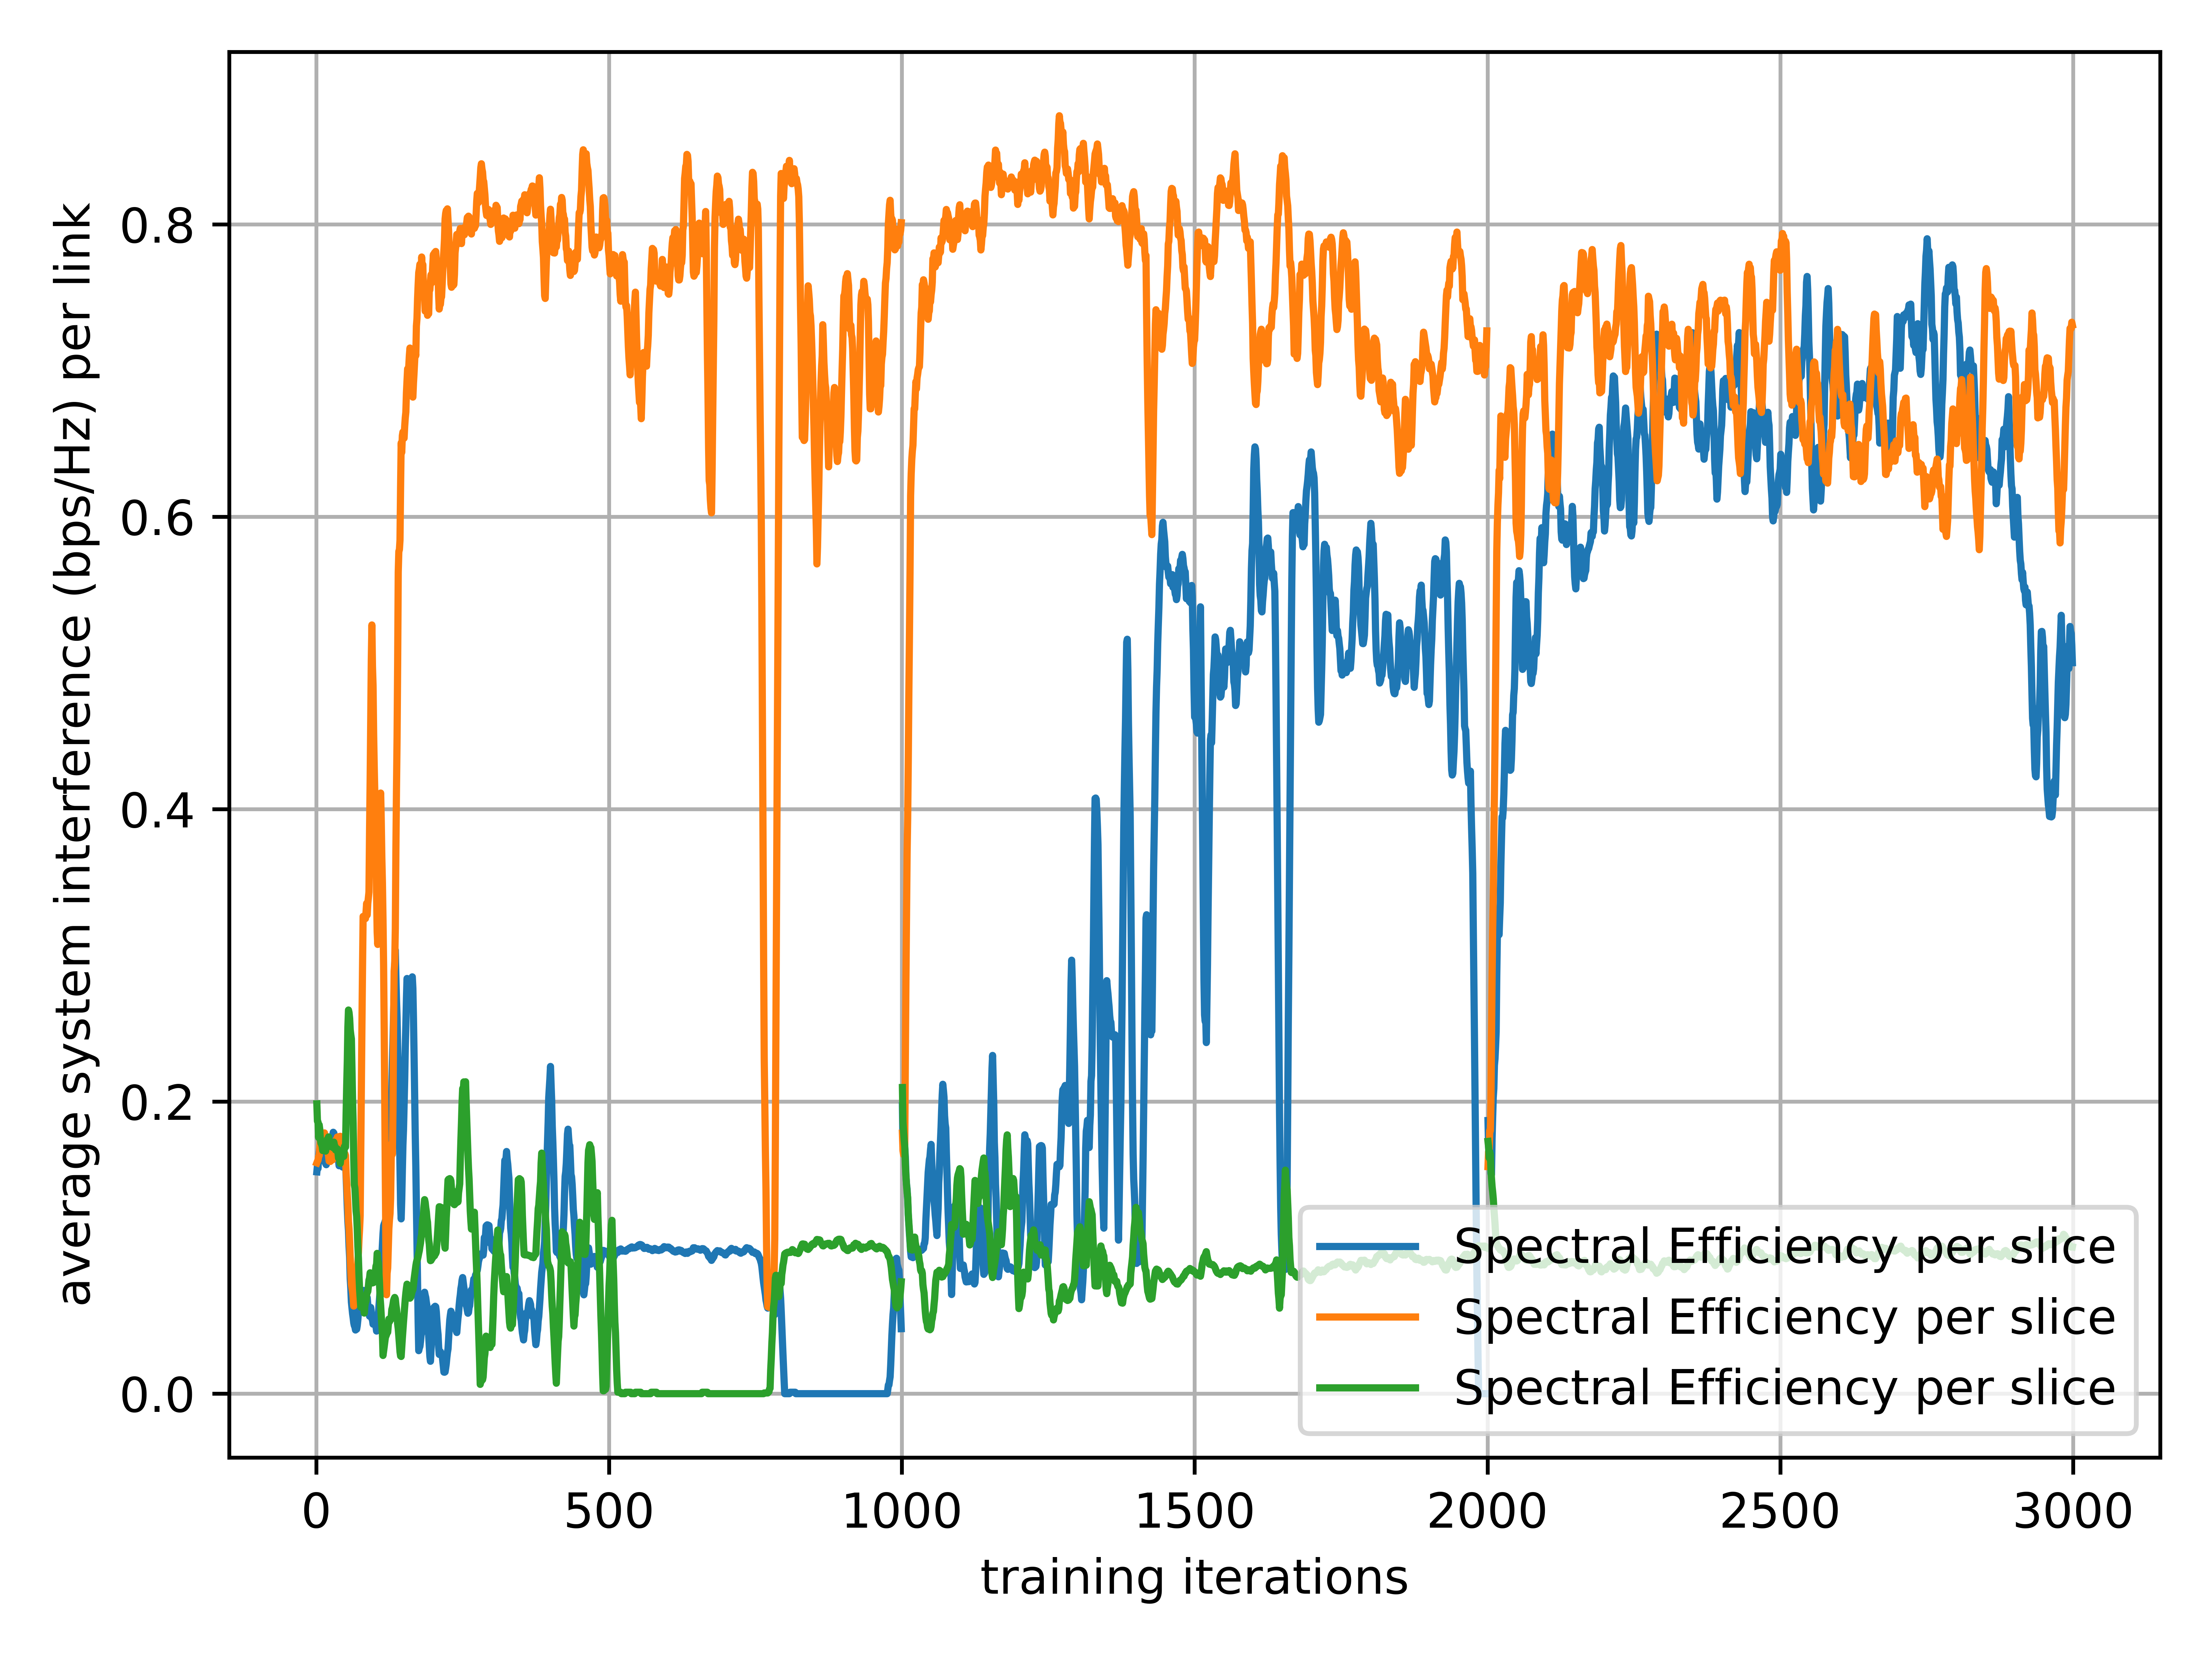 average system interference (bps/Hz) per link
0.8
0.6
0.4
0.2
0.0
Spectral Efficiency per slice
Spectral Efficiency per slice
Spectral Efficiency per slice
0 500 1000 1500 2000 2500 3000
training iterations